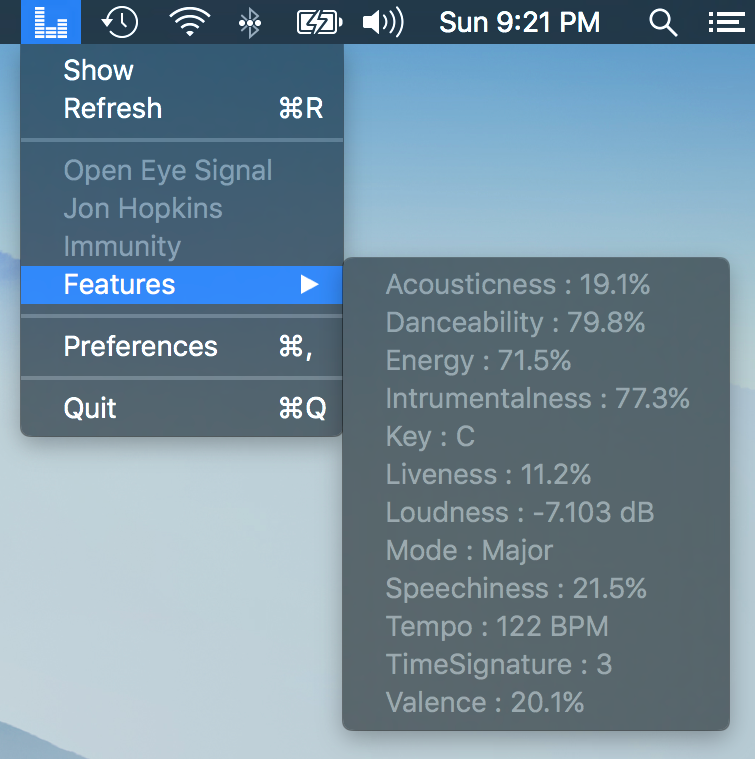 Sun 9:21 PM
Show
Refresh ⌘R
Open Eye Signal
Jon Hopkins
Immunity
Features
Preferences ⌘,
Quit ⌘Q
Acousticness : 19.1%
Danceability : 79.8%
Energy : 71.5%
Intrumentalness : 77.3%
Key : C
Liveness : 11.2%
Loudness : -7.103 dB
Mode : Major
Speechiness : 21.5%
Tempo : 122 BPM
TimeSignature : 3
Valence : 20.1%